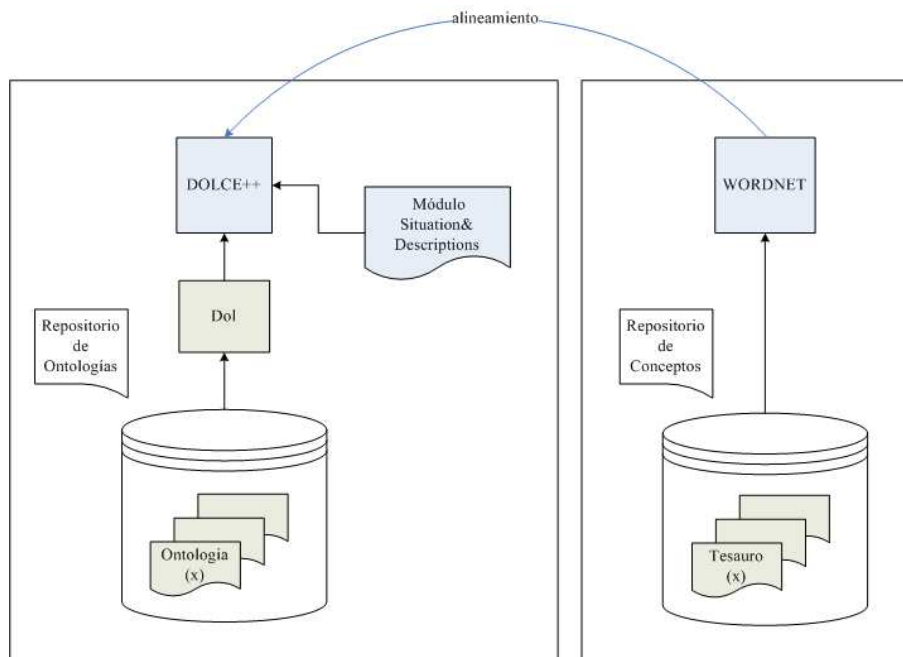 alineamiento
DOLCE++
WORDNET
Módulo
Situation&
Descriptions
Dol
Repositorio
de
Ontologías
Repositorio
de
Conceptos
Ontologia
(x)
Tesauro
(x)